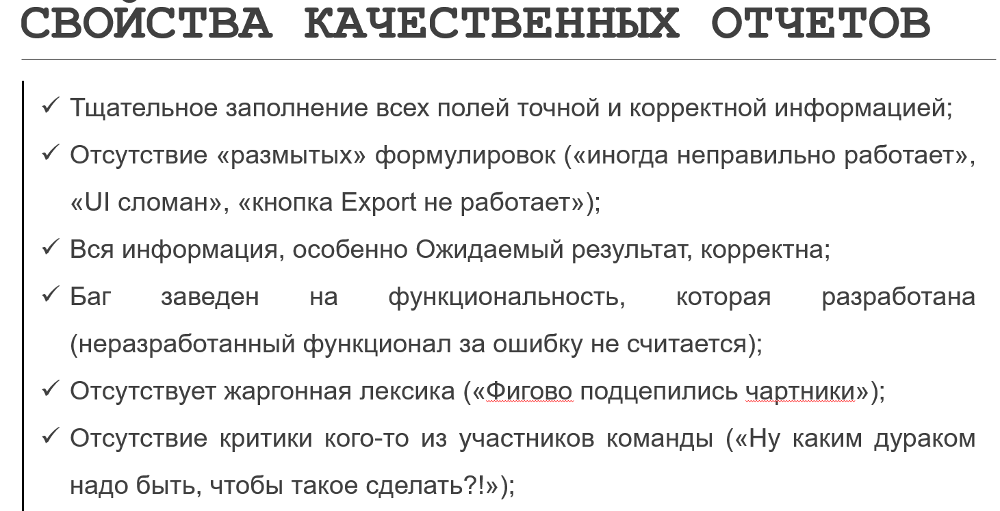 СВОЙСТВА КАЧЕСТВЕННЫХ ОТЧЕТОВ
✓ Тщательное заполнение всех полей точной и корректной информацией;
✓ Отсутствие «размытых» формулировок («иногда неправильно работает»,
«UI сломан», «кнопка Export не работает»);
✓ Вся информация, особенно Ожидаемый результат, корректна;
✓ Баг заведен на функциональность, которая разработана
(неразработанный функционал за ошибку не считается);
✓ Отсутствует жаргонная лексика («Фигово подцепились чартники»);
✓ Отсутствие критики кого-то из участников команды («Ну каким дураком
надо быть, чтобы такое сделать?!»);